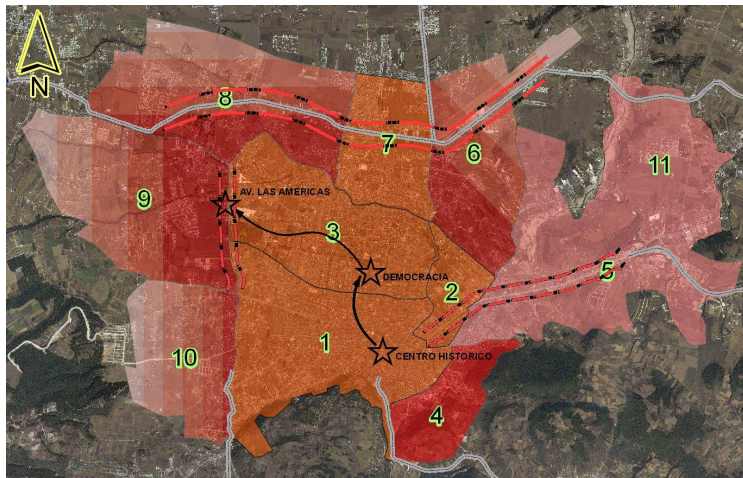 N
8
7
6
11
9
AV. LAS AMERICAS
3
5
DEMOCRACIA
2
1
10
CENTRO HISTORICO
4